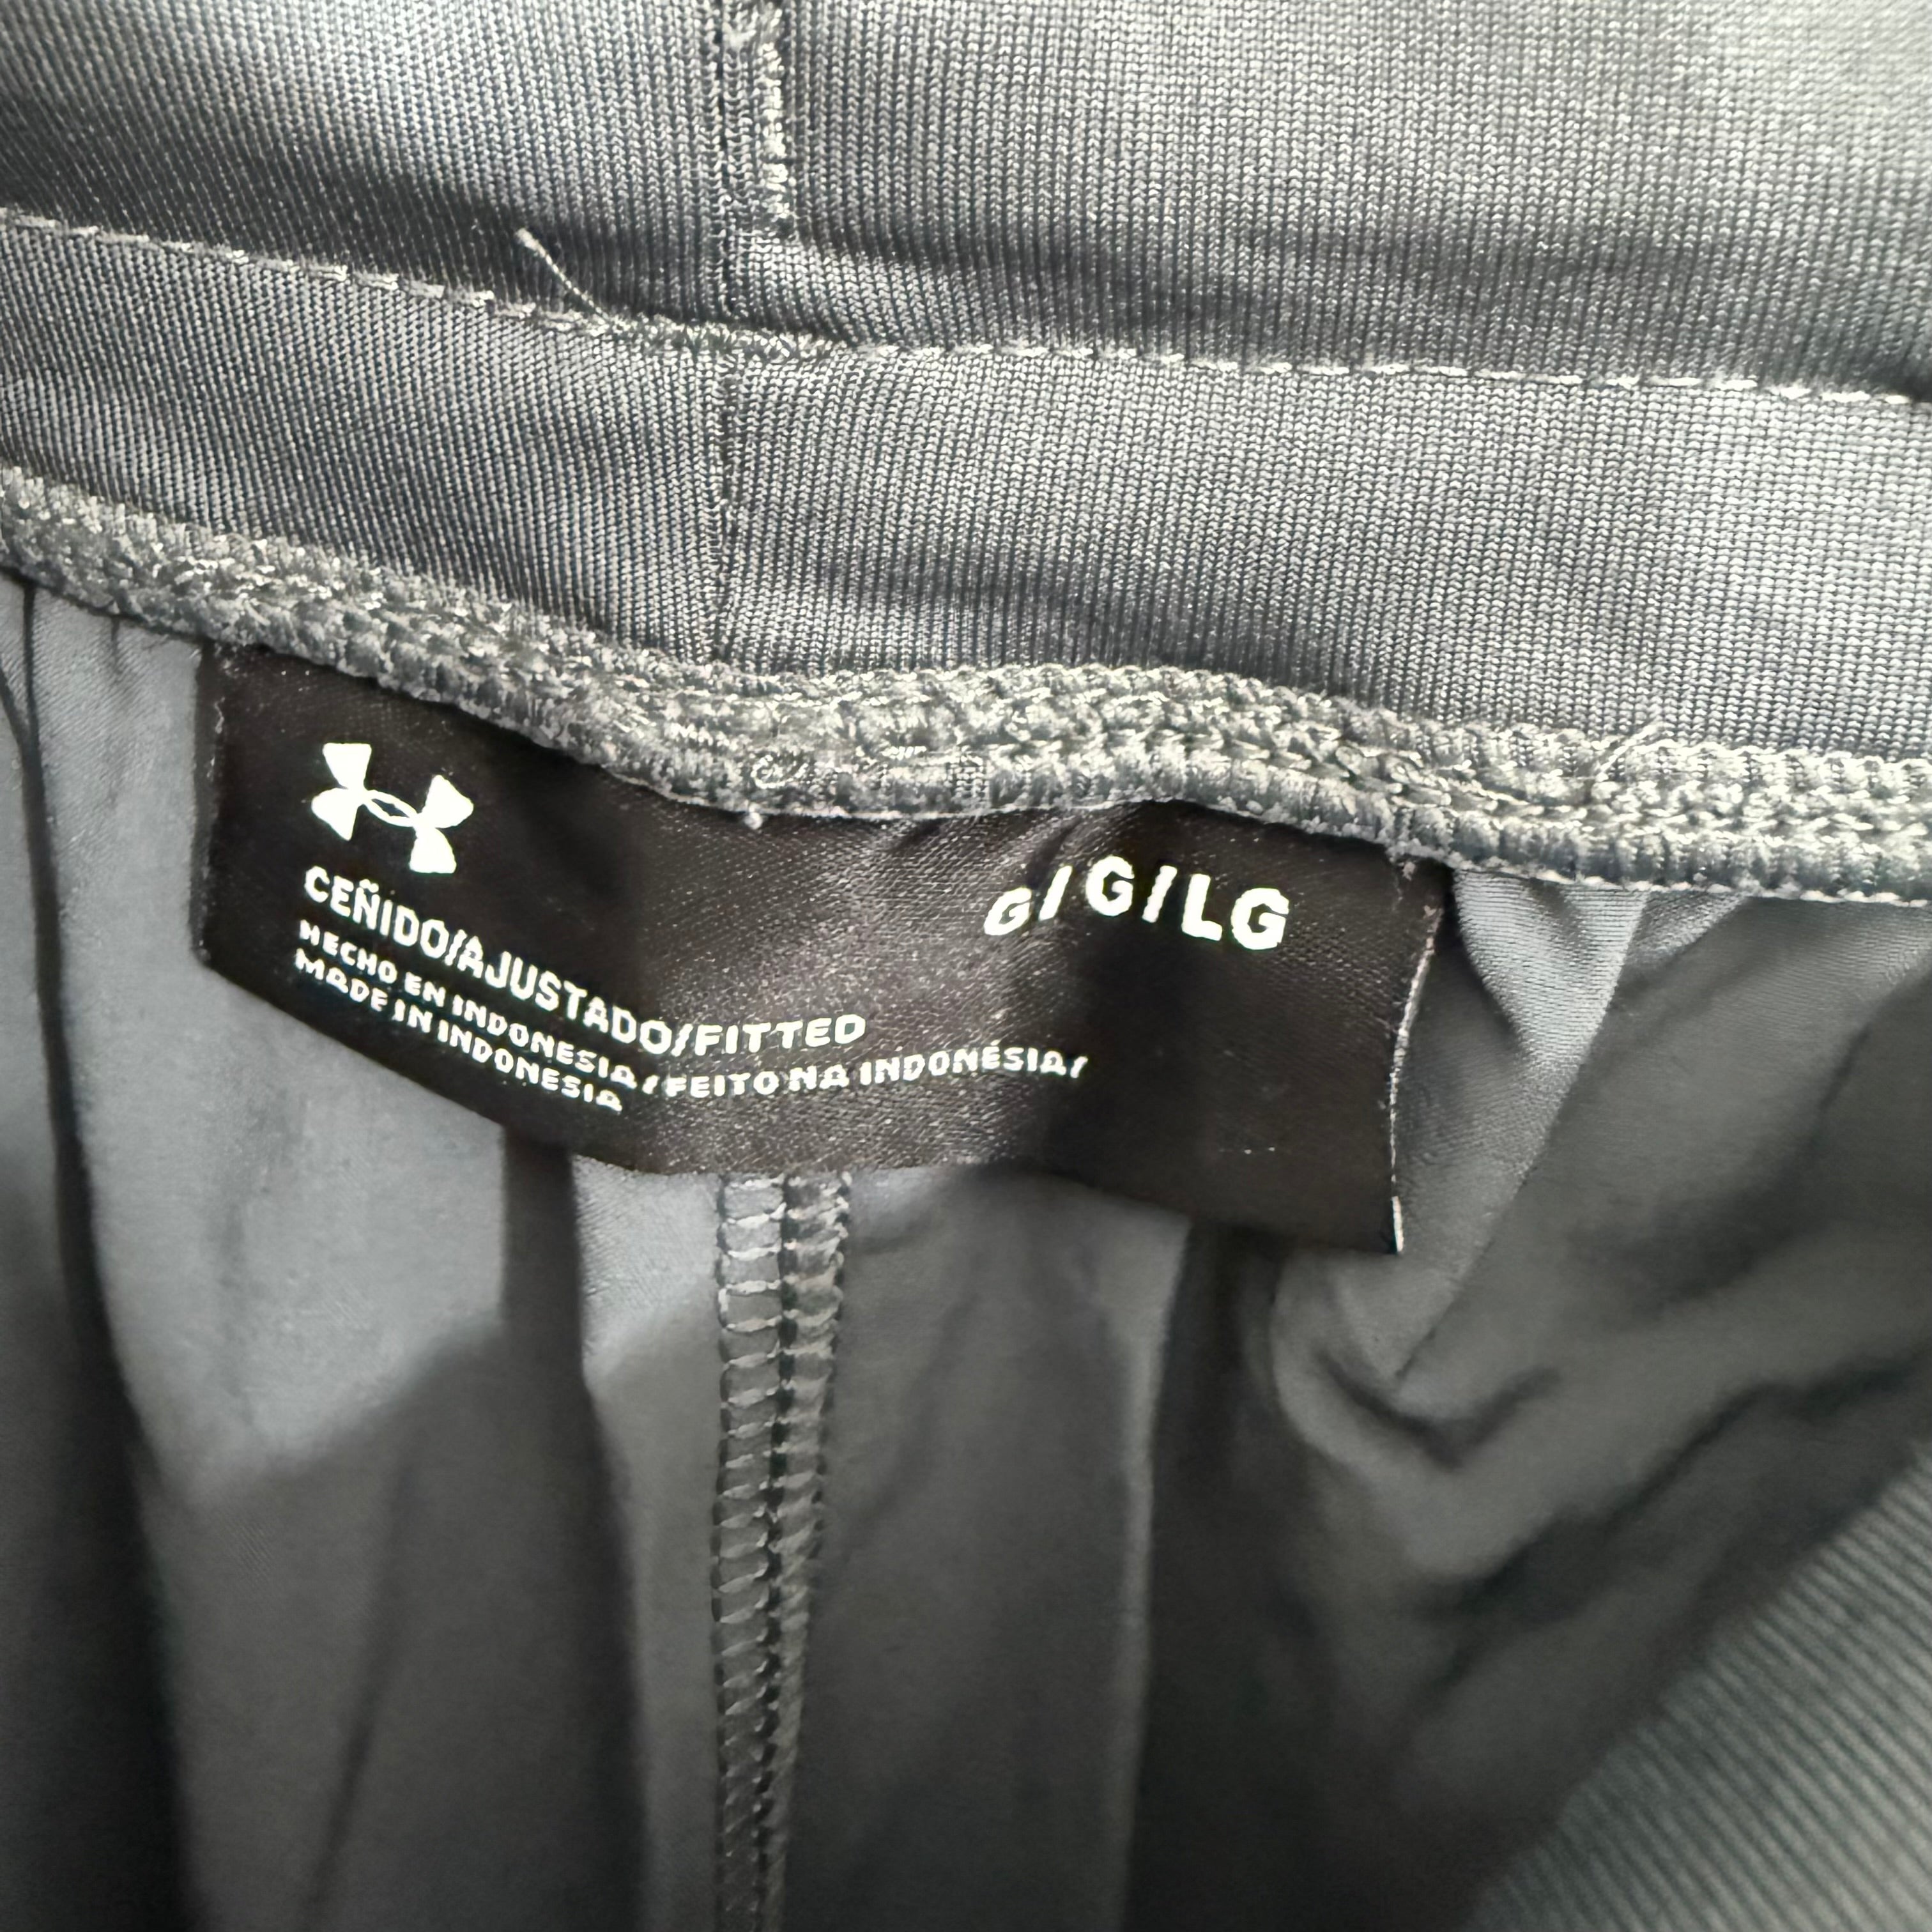 G/G/LG
CEÑIDO/AJUSTADO/FITTED
HECHO EN INDONESIA/FEITO NA INDONÉSIA/
MADE IN INDONESIA